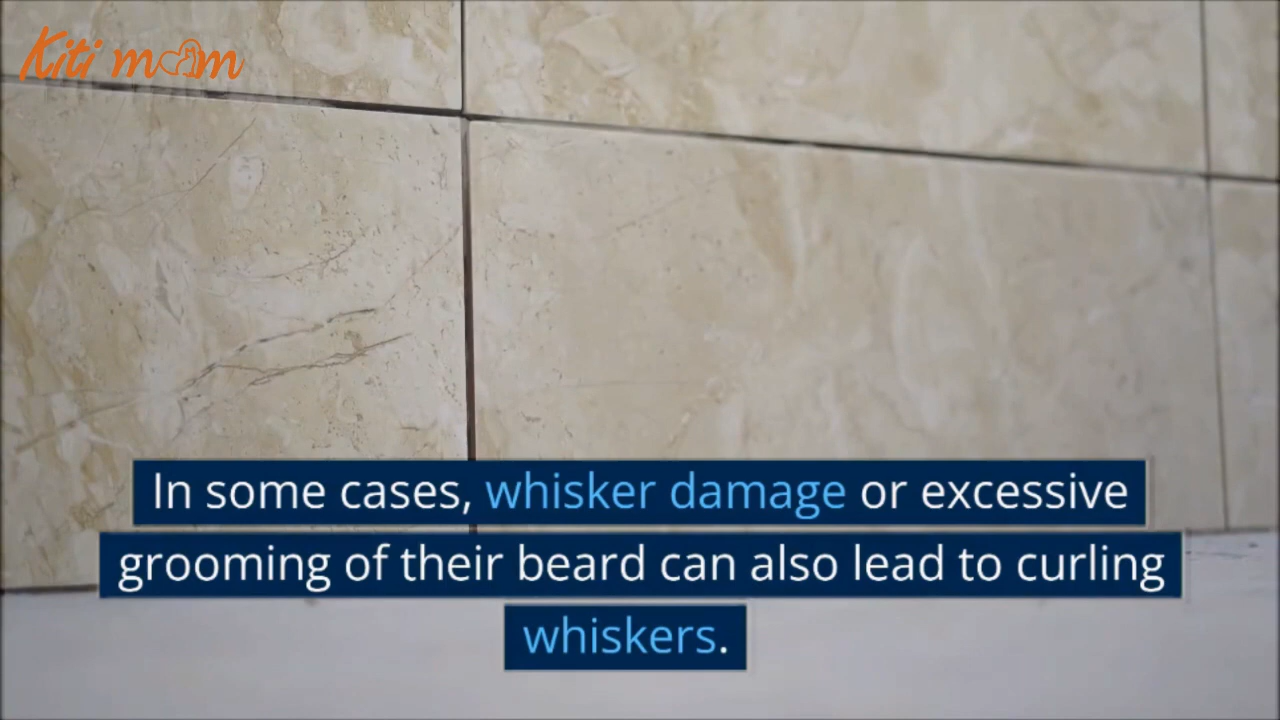 Kiti mom
In some cases, whisker damage or excessive
grooming of their beard can also lead to curling
whiskers.